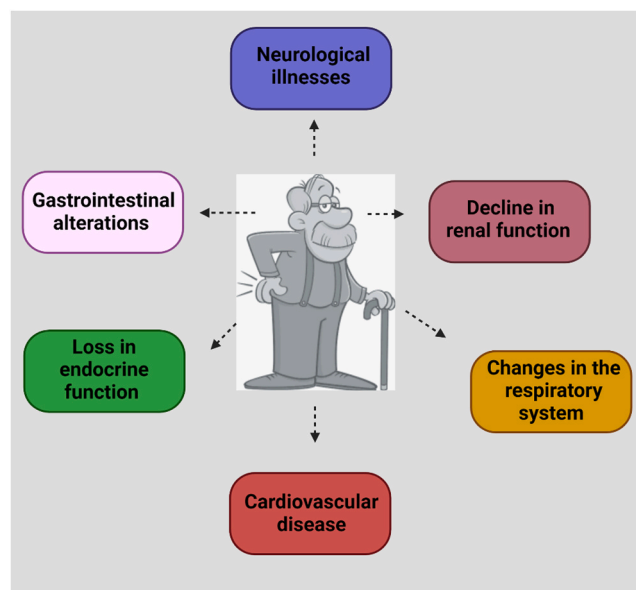 Neurological
illnesses
Gastrointestinal
alterations
Decline in
renal function
Loss in
endocrine
function
Changes in the
respiratory
system
Cardiovascular
disease